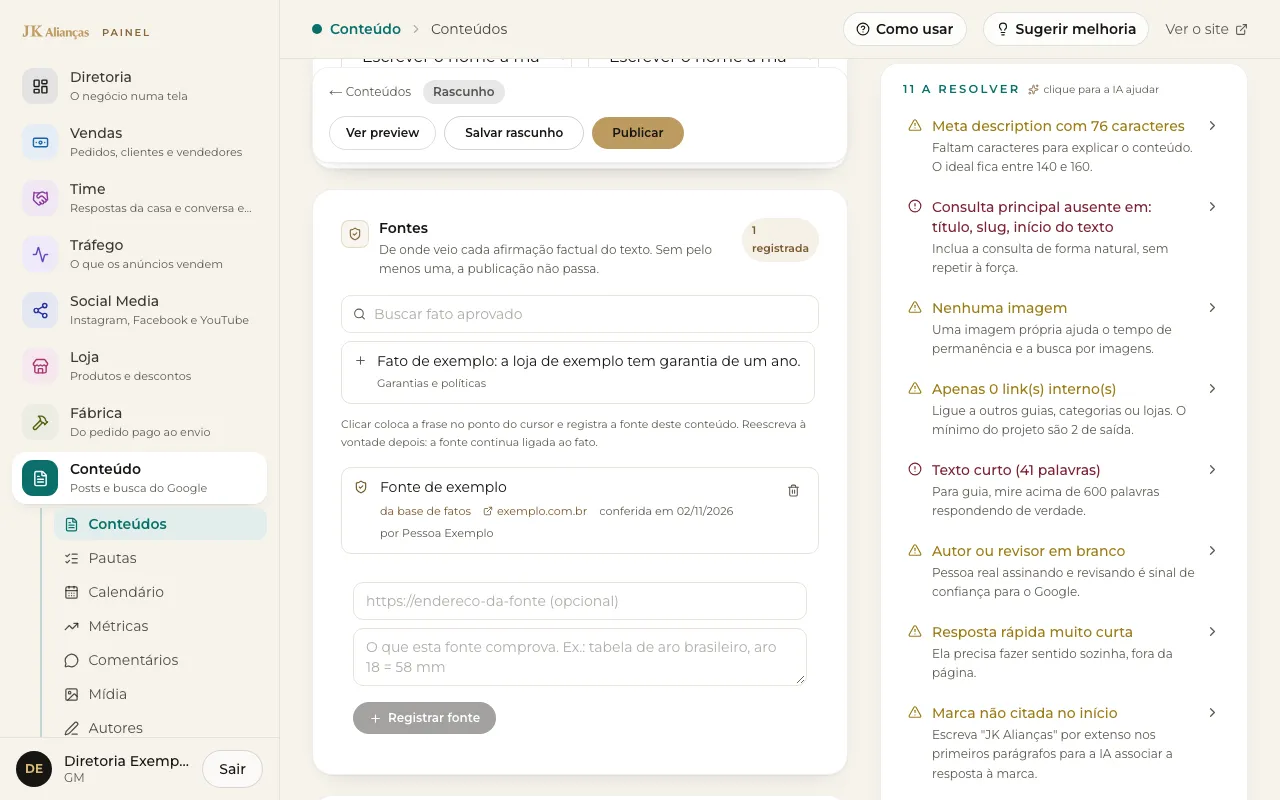 JK Alianças PAINEL
Diretoria
O negócio numa tela
Vendas
Pedidos, clientes e vendedores
Time
Respostas da casa e conversa e...
Tráfego
O que os anúncios vendem
Social Media
Instagram, Facebook e YouTube
Loja
Produtos e descontos
Fábrica
Do pedido pago ao envio
Conteúdo
Posts e busca do Google
Conteúdos
Pautas
Calendário
Métricas
Comentários
Mídia
Autores
DE
Diretoria Exemp...
GM
Sair
Conteúdo > Conteúdos
Como usar
Sugerir melhoria
Ver o site
Escrever o nome à mã
Escrever o nome à mã
← Conteúdos
Rascunho
Ver preview
Salvar rascunho
Publicar
Fontes
De onde veio cada afirmação factual do texto. Sem pelo
menos uma, a publicação não passa.
1
registrada
Buscar fato aprovado
+ Fato de exemplo: a loja de exemplo tem garantia de um ano.
Garantias e políticas
Clicar coloca a frase no ponto do cursor e registra a fonte deste conteúdo. Reescreva à
vontade depois: a fonte continua ligada ao fato.
Fonte de exemplo
da base de fatos exemplo.com.br conferida em 02/11/2026
por Pessoa Exemplo
https://endereco-da-fonte (opcional)
O que esta fonte comprova. Ex.: tabela de aro brasileiro, aro
18 = 58 mm
+ Registrar fonte
11 A RESOLVER clique para a IA ajudar
Meta description com 76 caracteres
Faltam caracteres para explicar o conteúdo.
O ideal fica entre 140 e 160.
Consulta principal ausente em:
título, slug, início do texto
Inclua a consulta de forma natural, sem
repetir à força.
Nenhuma imagem
Uma imagem própria ajuda o tempo de
permanência e a busca por imagens.
Apenas 0 link(s) interno(s)
Ligue a outros guias, categorias ou lojas. O
mínimo do projeto são 2 de saída.
Texto curto (41 palavras)
Para guia, mire acima de 600 palavras
respondendo de verdade.
Autor ou revisor em branco
Pessoa real assinando e revisando é sinal de
confiança para o Google.
Resposta rápida muito curta
Ela precisa fazer sentido sozinha, fora da
página.
Marca não citada no início
Escreva "JK Alianças" por extenso nos
primeiros parágrafos para a IA associar a
resposta à marca.